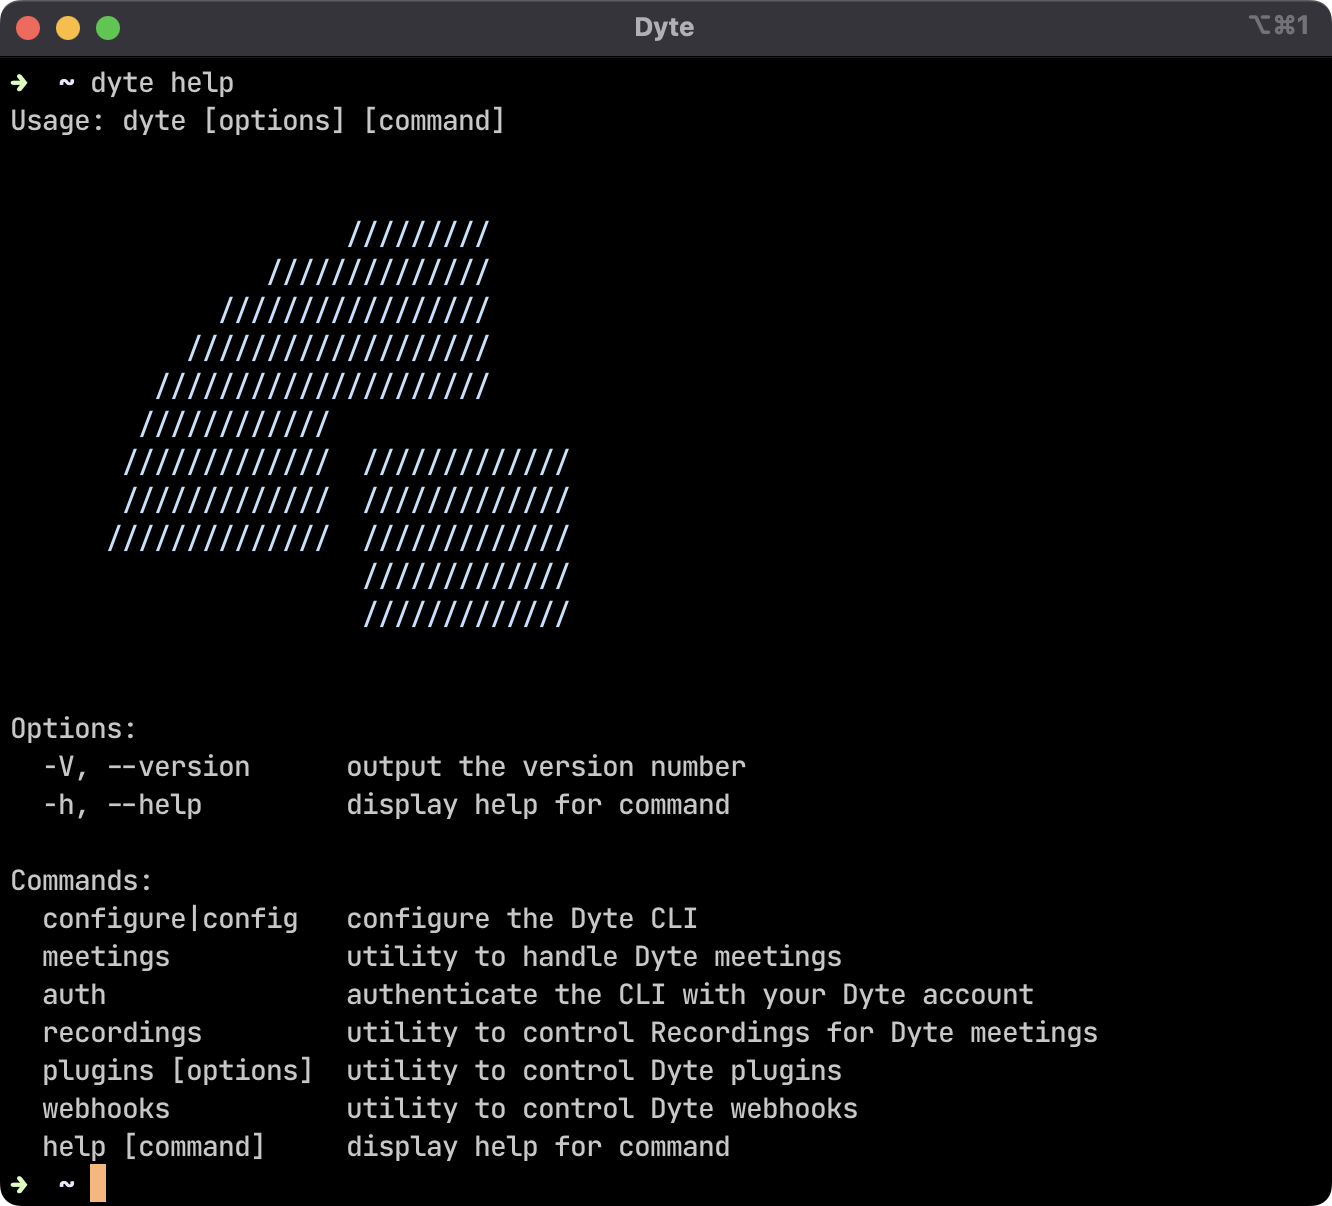 Dyte
⌥⌘1
➜  ~ dyte help
Usage: dyte [options] [command]
                     /////////
                //////////////
             /////////////////
           ///////////////////
         /////////////////////
        ////////////
       /////////////  /////////////
       /////////////  /////////////
      //////////////  /////////////
                      /////////////
                      /////////////
Options:
  -V, --version      output the version number
  -h, --help         display help for command
Commands:
  configure|config   configure the Dyte CLI
  meetings           utility to handle Dyte meetings
  auth               authenticate the CLI with your Dyte account
  recordings         utility to control Recordings for Dyte meetings
  plugins [options]  utility to control Dyte plugins
  webhooks           utility to control Dyte webhooks
  help [command]     display help for command
➜  ~